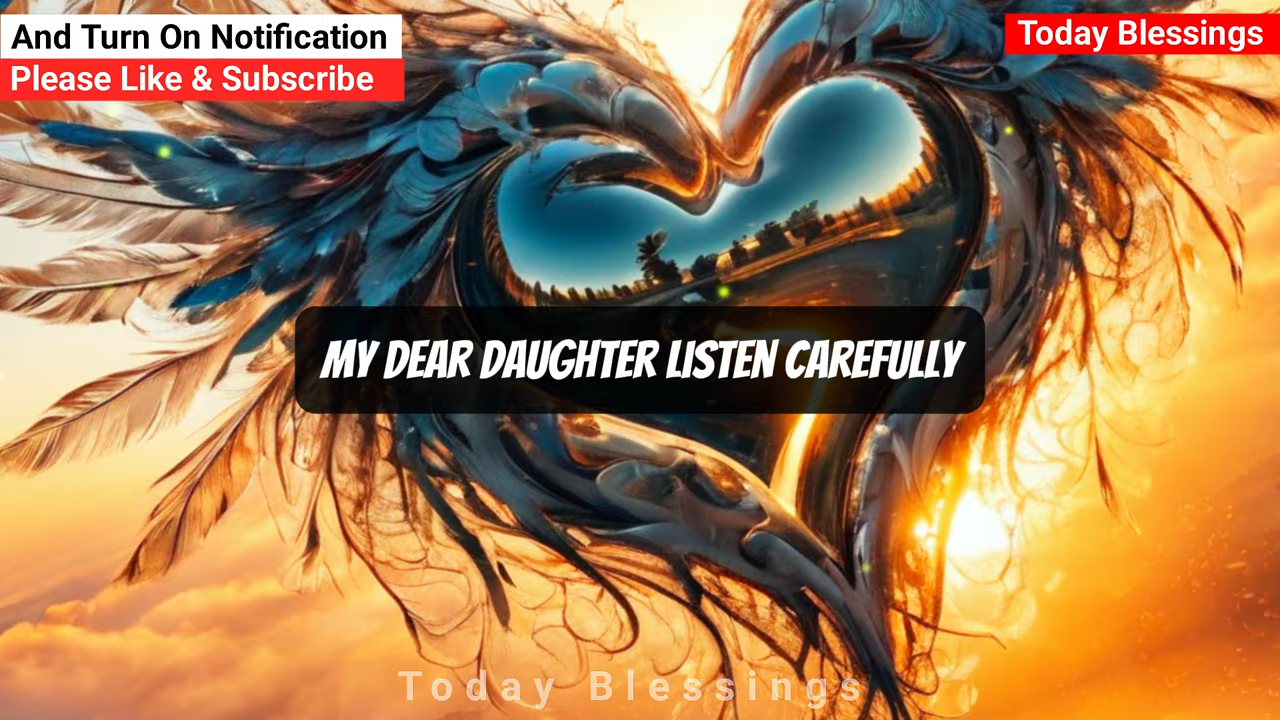 And Turn On Notification
Please Like & Subscribe
Today Blessings
MY DEAR DAUGHTER LISTEN CAREFULLY
Today Blessings